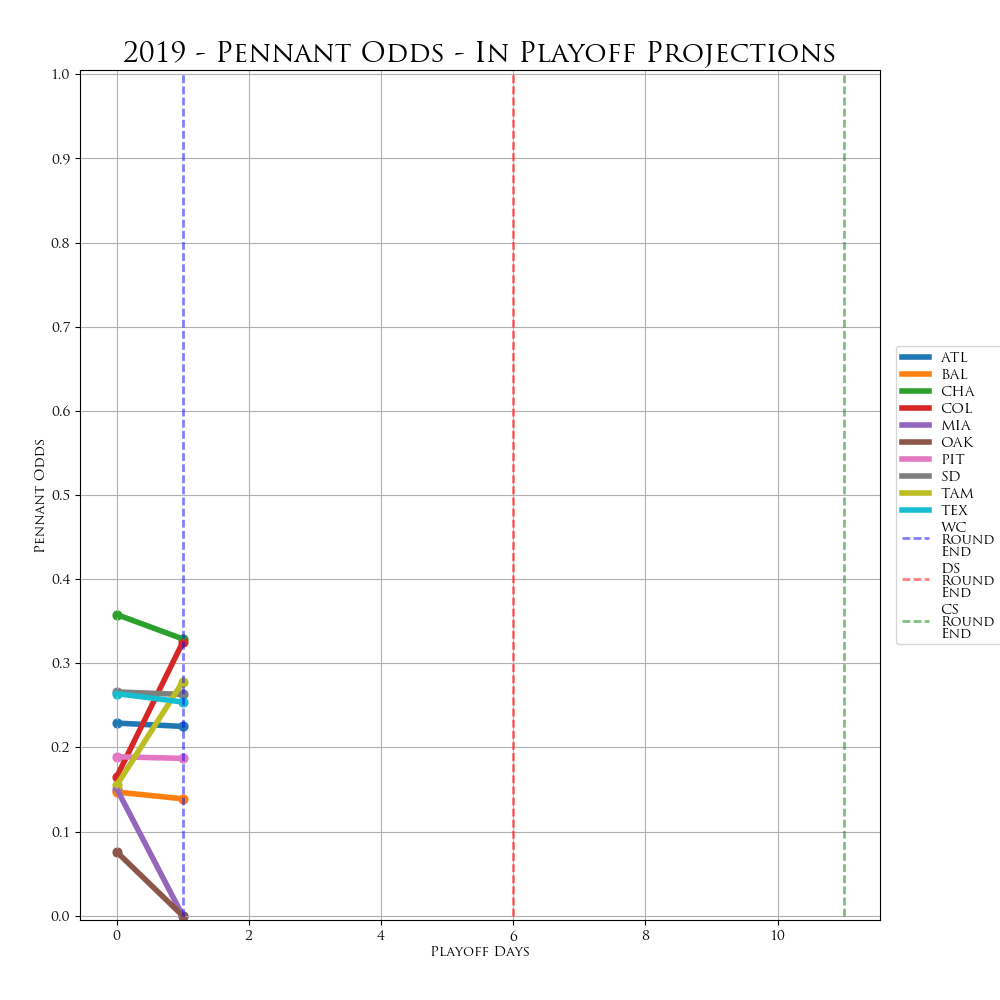 2019 - Pennant Odds - In Playoff Projections
1.0
0.9
0.8
0.7
0.6
0.5
0.4
0.3
0.2
0.1
0.0
Pennant Odds
0 2 4 6 8 10
Playoff Days
ATL
BAL
CHA
COL
MIA
OAK
PIT
SD
TAM
TEX
WC
Round
End
DS
Round
End
CS
Round
End